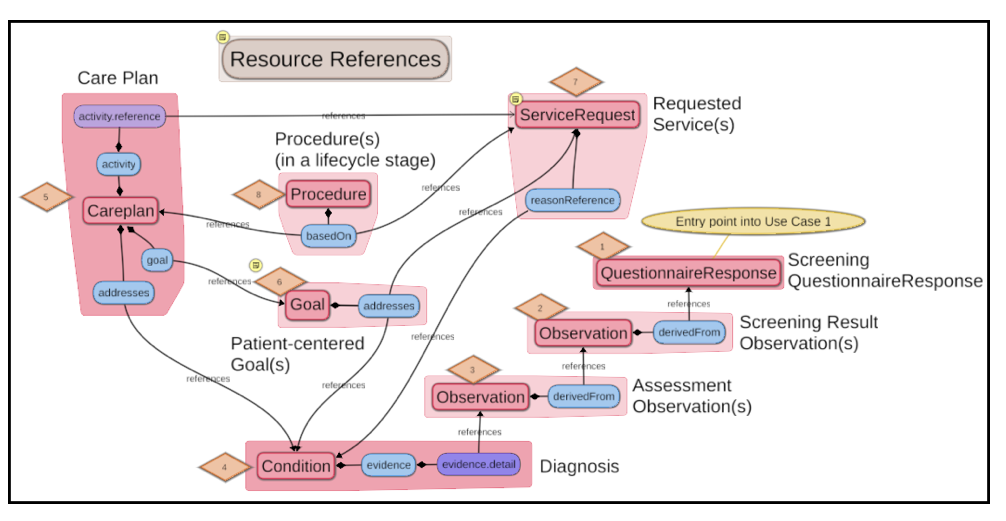 Resource References
Care Plan
activity.reference
references
activity
5
Careplan
goal
addresses
references
Procedure(s)
(in a lifecycle stage)
8
Procedure
basedOn
references
references
7
ServiceRequest
Requested
Service(s)
reasonReference
references
references
6
Goal
addresses
Patient-centered
Goal(s)
references
references
Entry point into Use Case 1
1
QuestionnaireResponse
Screening
QuestionnaireResponse
references
2
Observation
derivedFrom
Screening Result
Observation(s)
references
3
Observation
derivedFrom
Assessment
Observation(s)
references
4
Condition
evidence
evidence.detail
Diagnosis